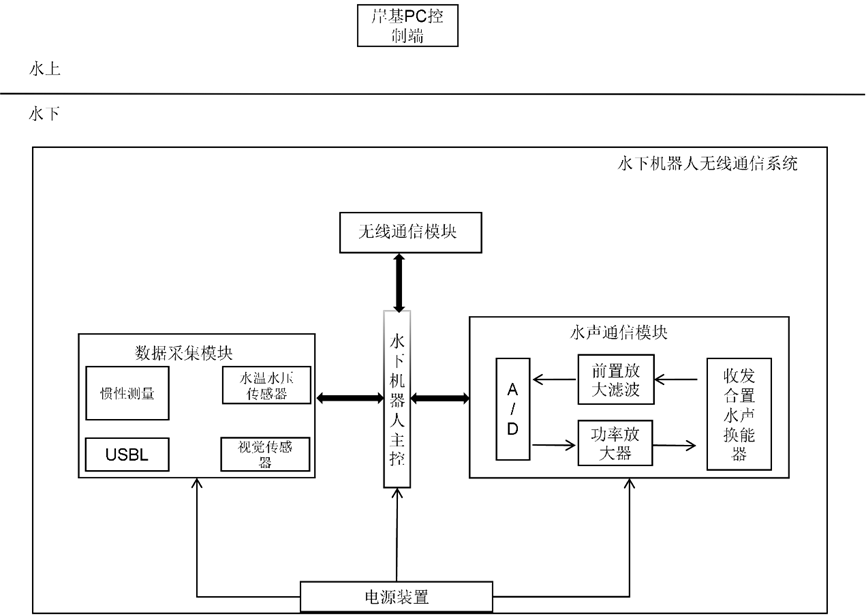 岸基PC控
制端
水上
水下
水下机器人无线通信系统
无线通信模块
数据采集模块
惯性测量
水温水压
传感器
USBL
视觉传感
器
水
下
机
器
人
主
控
水声通信模块
A
/
D
前置放
大滤波
功率放
大器
收发
合置
水声
换能
器
电源装置